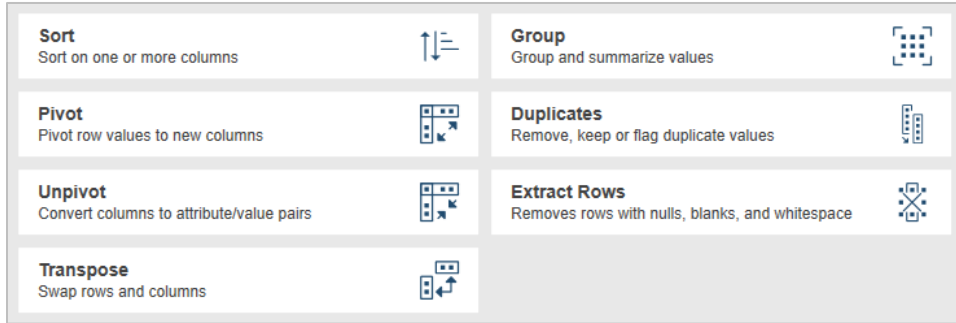 Sort
Sort on one or more columns
Group
Group and summarize values
Pivot
Pivot row values to new columns
Duplicates
Remove, keep or flag duplicate values
Unpivot
Convert columns to attribute/value pairs
Extract Rows
Removes rows with nulls, blanks, and whitespace
Transpose
Swap rows and columns